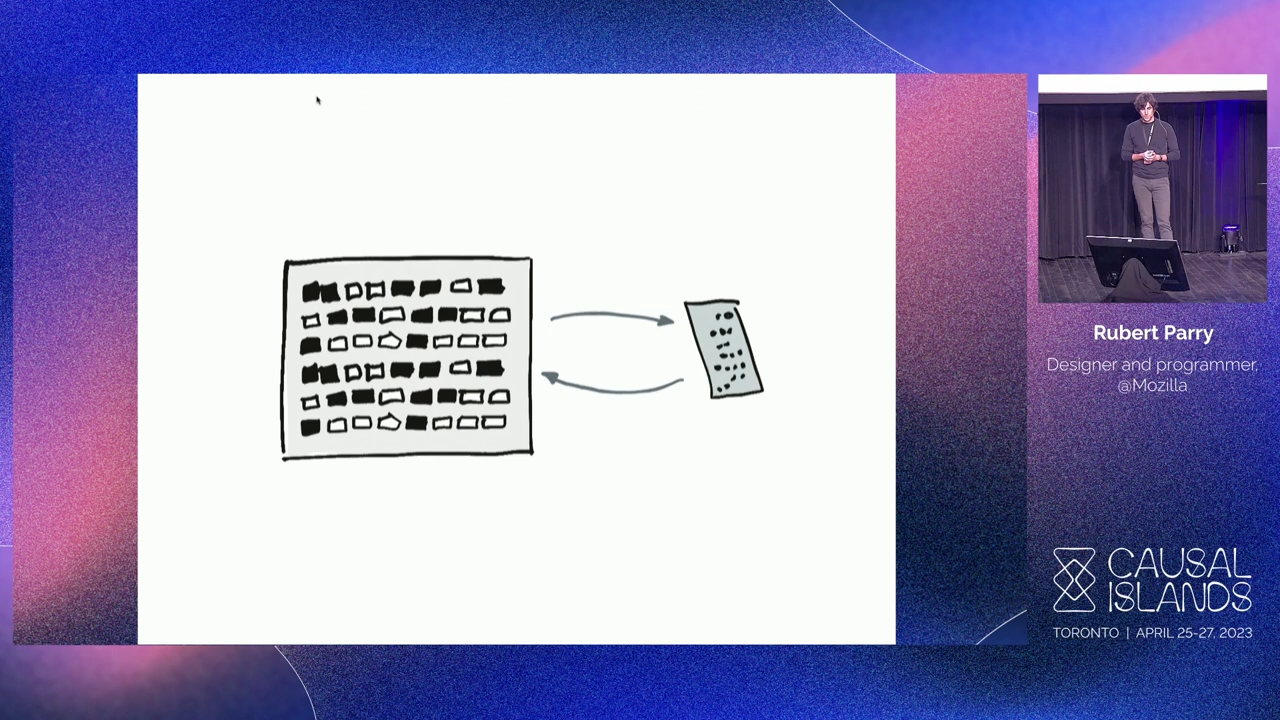 Rubert Parry
Designer and programmer,
@Mozilla
CAUSAL
ISLANDS
TORONTO | APRIL 25-27, 2023